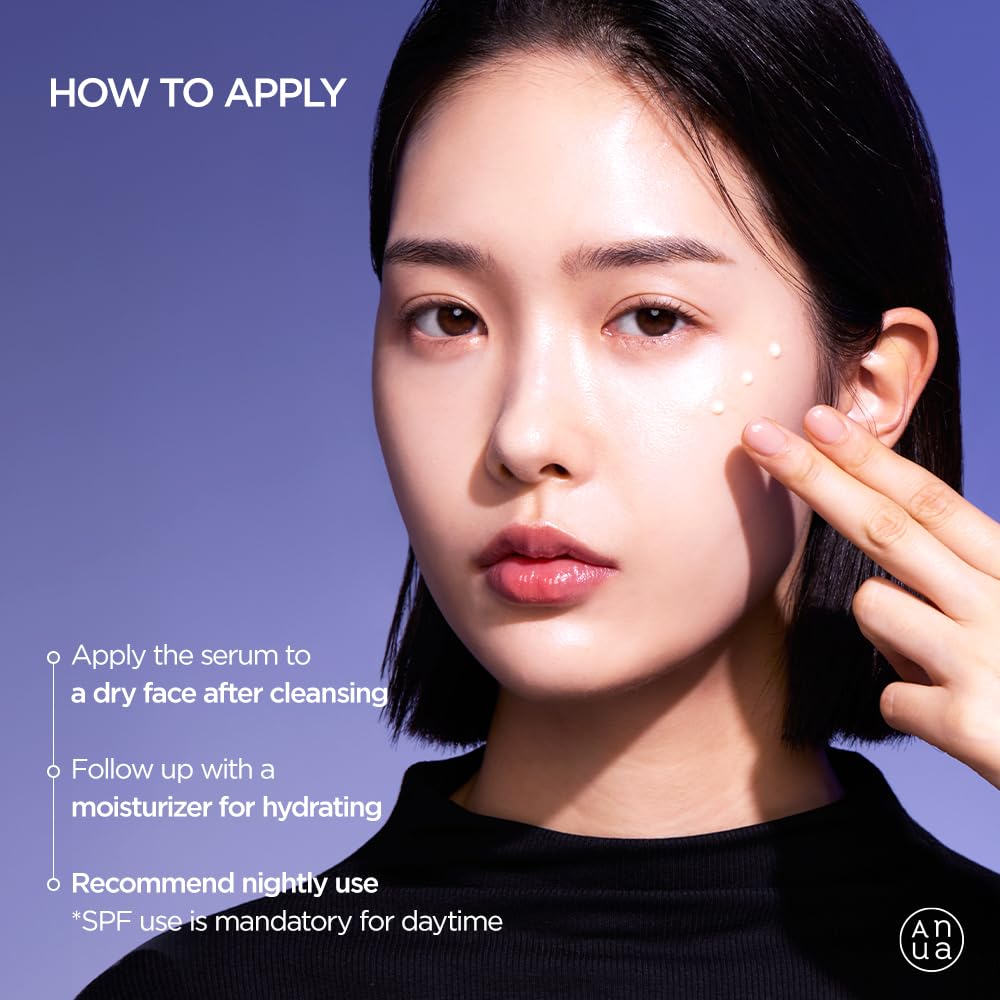 HOW TO APPLY
Apply the serum to
a dry face after cleansing
Follow up with a
moisturizer for hydrating
Recommend nightly use
*SPF use is mandatory for daytime
An
ua